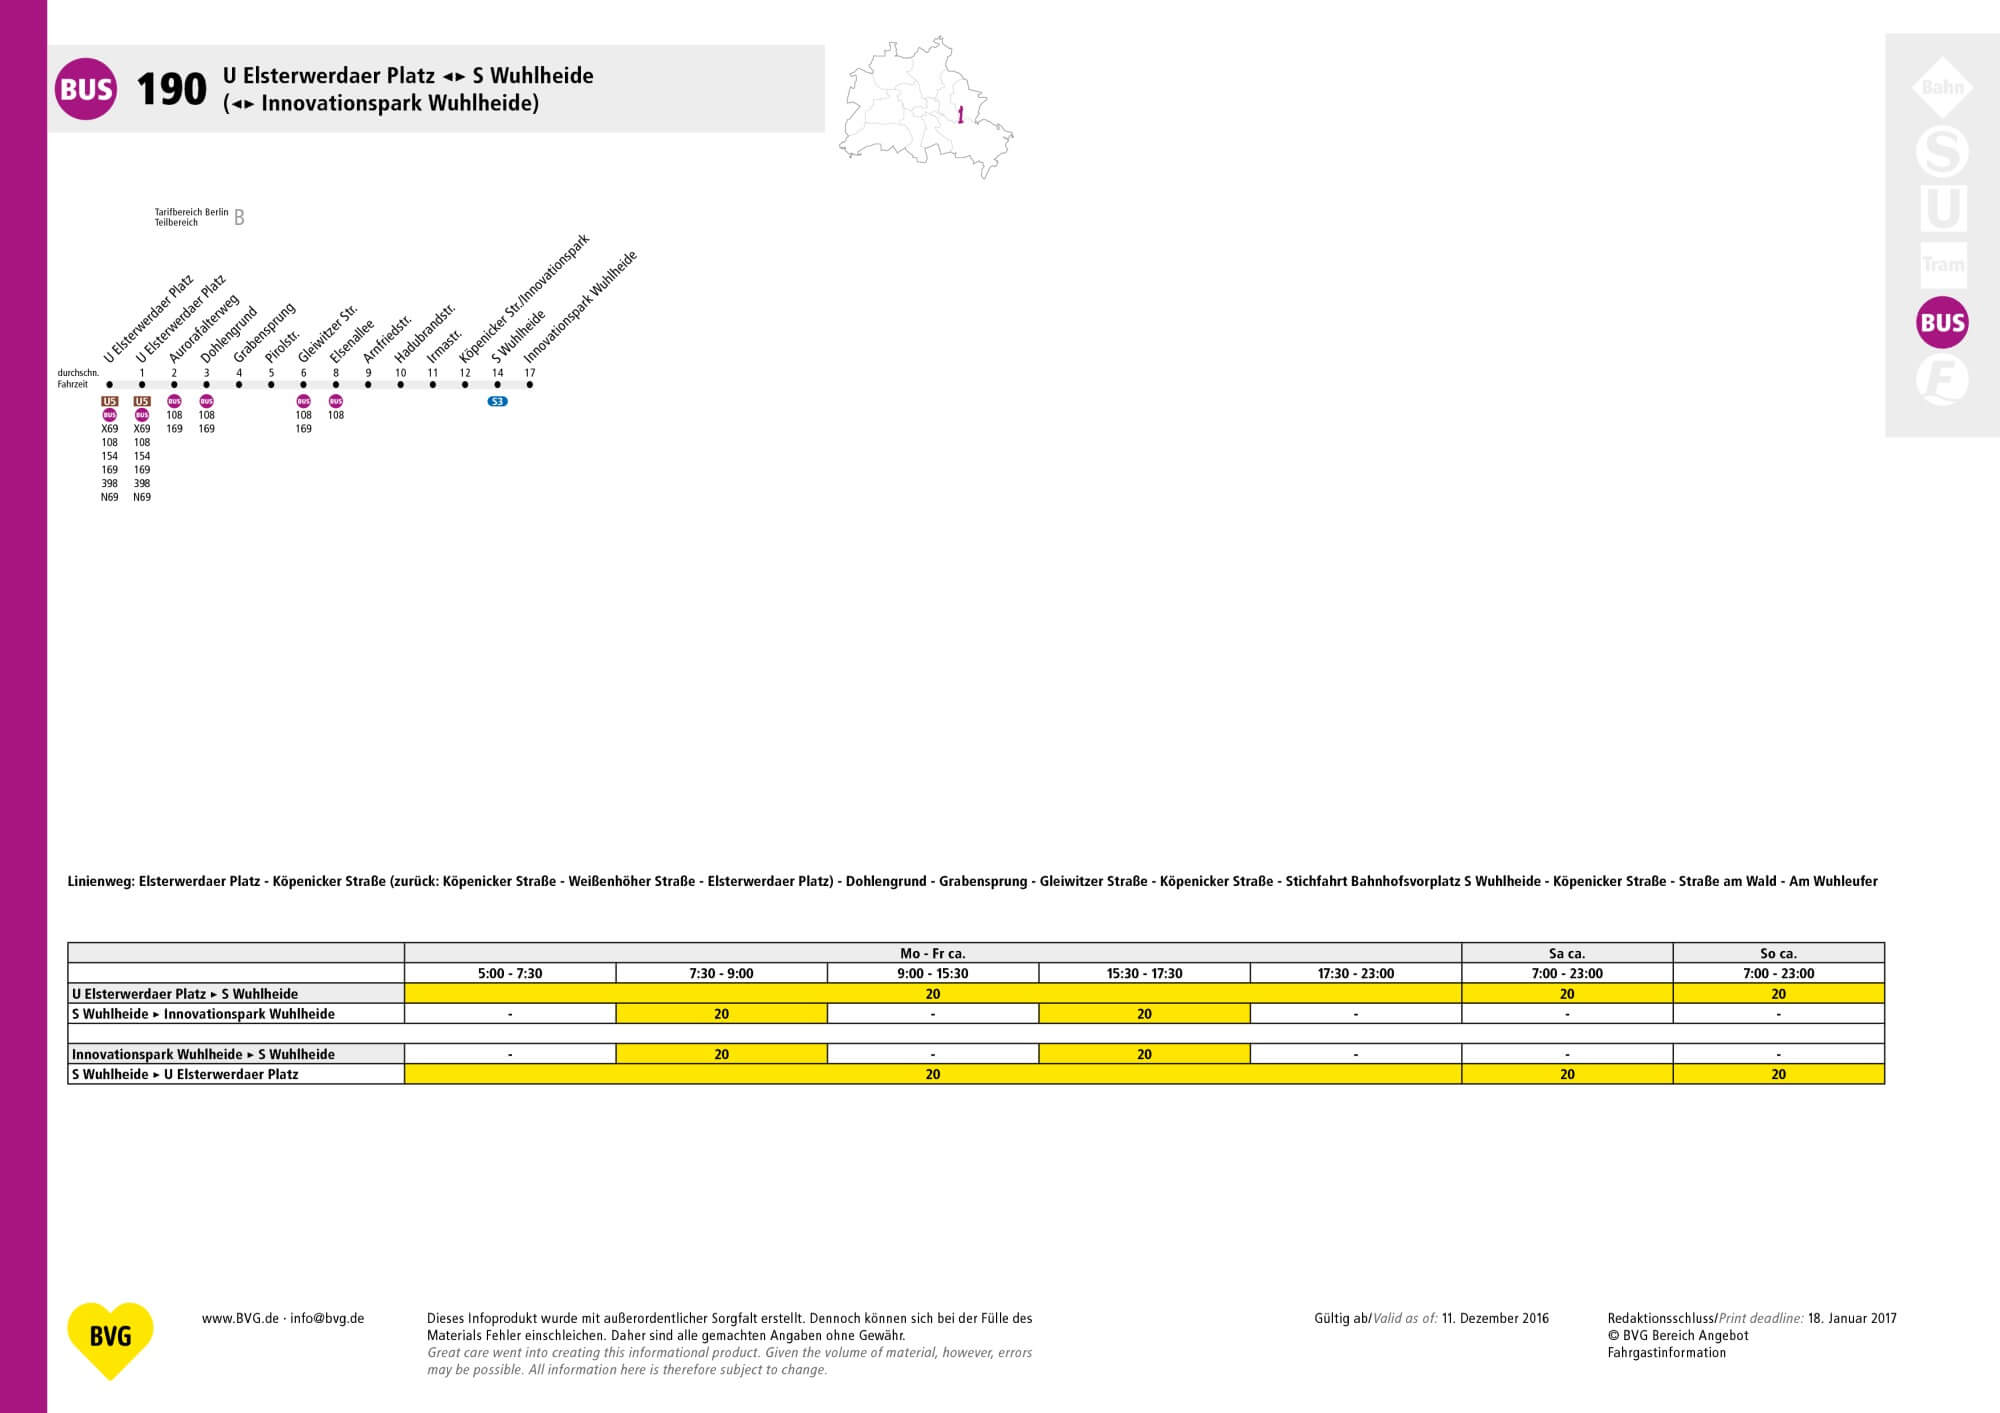 BUS 190 U Elsterwerdaer Platz ◄► S Wuhlheide
(◄► Innovationspark Wuhlheide)
1
Bahn
S
U
Tram
BUS
F
Tarifbereich Berlin B
Teilbereich
U Elsterwerdaer Platz
U Elsterwerdaer Platz
Aurorafalterweg
Dohlengrund
Grabensprung
Pirolstr.
Gleiwitzer Str.
Elsenallee
Arnfriedstr.
Hadubrandstr.
Irmastr.
Köpenicker Str./Innovationspark
S Wuhlheide
Innovationspark Wuhlheide
durchschn. 1 2 3 4 5 6 8 9 10 11 12 14 17
Fahrzeit
U5 U5 BUS BUS BUS BUS S3
BUS BUS 108 108 108 108
X69 X69 169 169 169
108 108
154 154
169 169
398 398
N69 N69
Linienweg: Elsterwerdaer Platz - Köpenicker Straße (zurück: Köpenicker Straße - Weißenhöher Straße - Elsterwerdaer Platz) - Dohlengrund - Grabensprung - Gleiwitzer Straße - Köpenicker Straße - Stichfahrt Bahnhofsvorplatz S Wuhlheide - Köpenicker Straße - Straße am Wald - Am Wuhleufer
Mo - Fr ca. Sa ca. So ca.
5:00 - 7:30 7:30 - 9:00 9:00 - 15:30 15:30 - 17:30 17:30 - 23:00 7:00 - 23:00 7:00 - 23:00
U Elsterwerdaer Platz ► S Wuhlheide 20 20 20
S Wuhlheide ► Innovationspark Wuhlheide - 20 - 20 - - -
Innovationspark Wuhlheide ► S Wuhlheide - 20 - 20 - - -
S Wuhlheide ► U Elsterwerdaer Platz 20 20 20
BVG
www.BVG.de · info@bvg.de
Dieses Infoprodukt wurde mit außerordentlicher Sorgfalt erstellt. Dennoch können sich bei der Fülle des
Materials Fehler einschleichen. Daher sind alle gemachten Angaben ohne Gewähr.
Great care went into creating this informational product. Given the volume of material, however, errors
may be possible. All information here is therefore subject to change.
Gültig ab/Valid as of: 11. Dezember 2016
Redaktionsschluss/Print deadline: 18. Januar 2017
© BVG Bereich Angebot
Fahrgastinformation